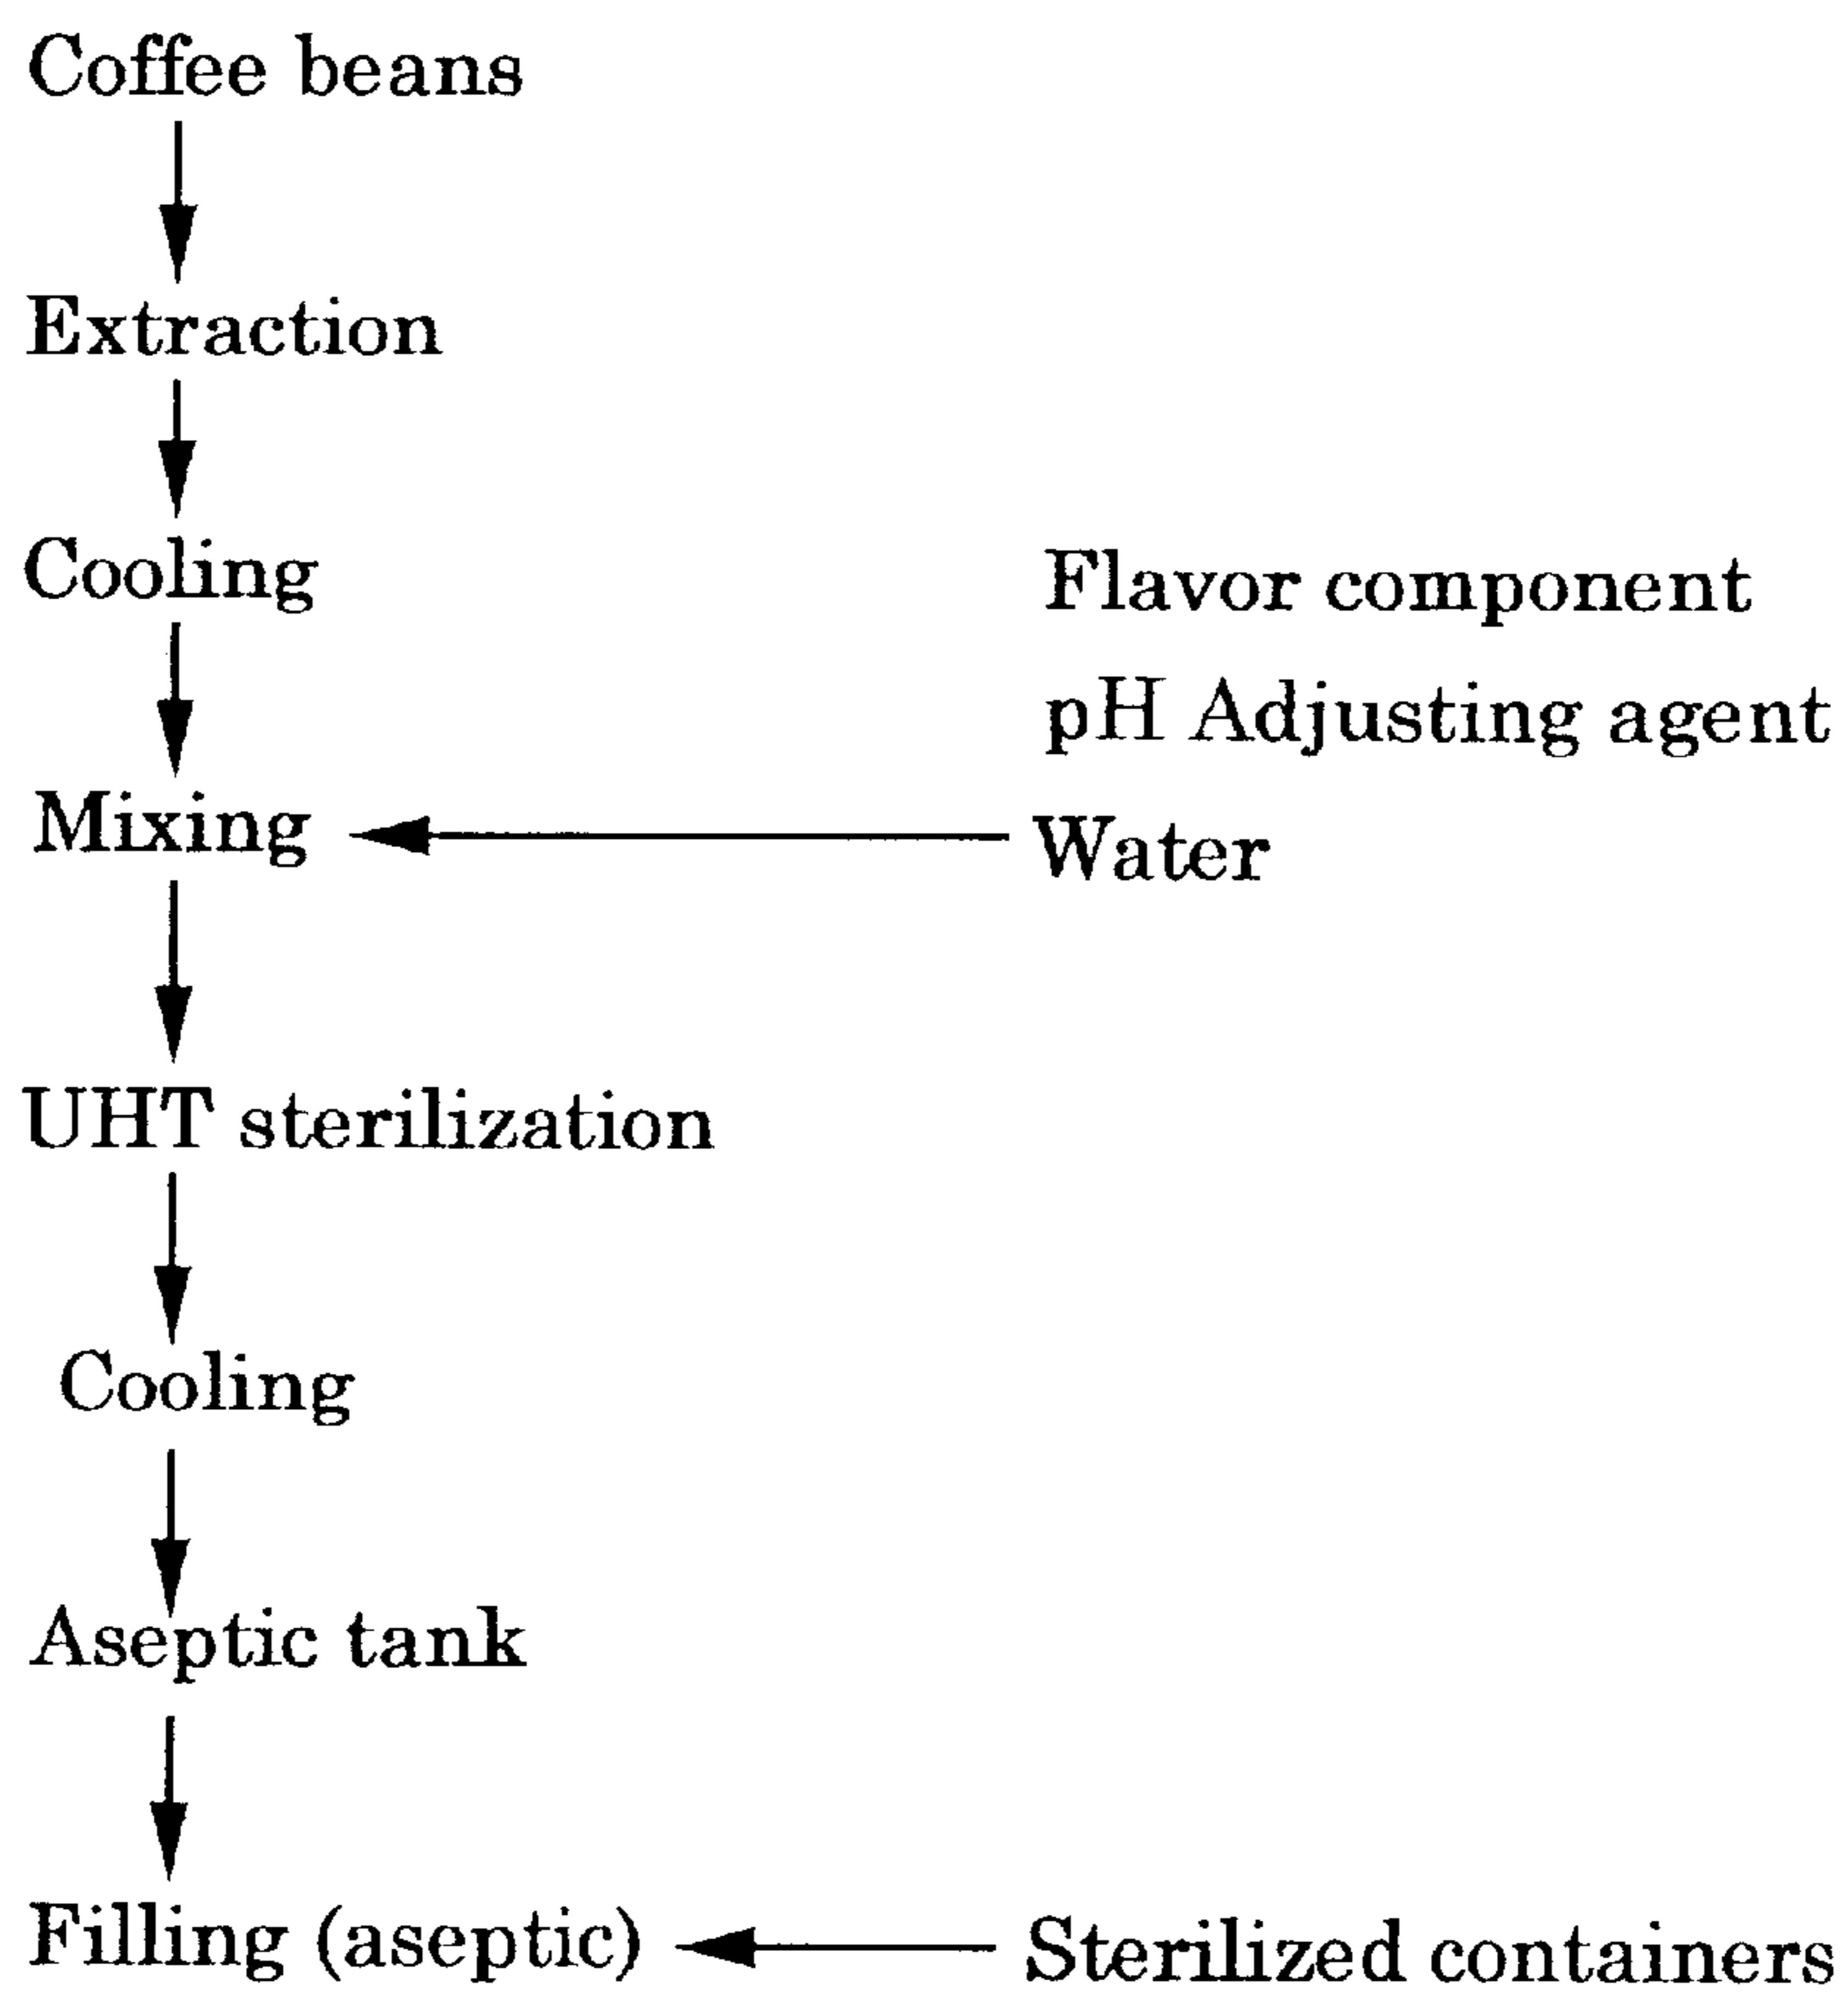 Coffee beans
Extraction
Cooling
Flavor component
pH Adjusting agent
Mixing
Water
UHT sterilization
Cooling
Aseptic tank
Filling (aseptic)
Sterilized containers